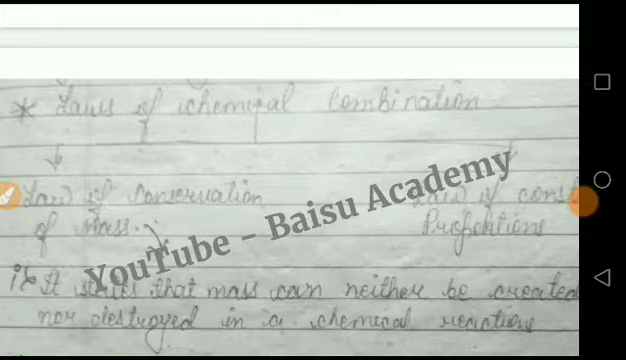 * Laws of chemical Combination
Law of Conservation
of Mass.
Law of const
Proportions
YouTube - Baisu Academy
It states that mass can neither be created
nor destroyed in a chemical reactions